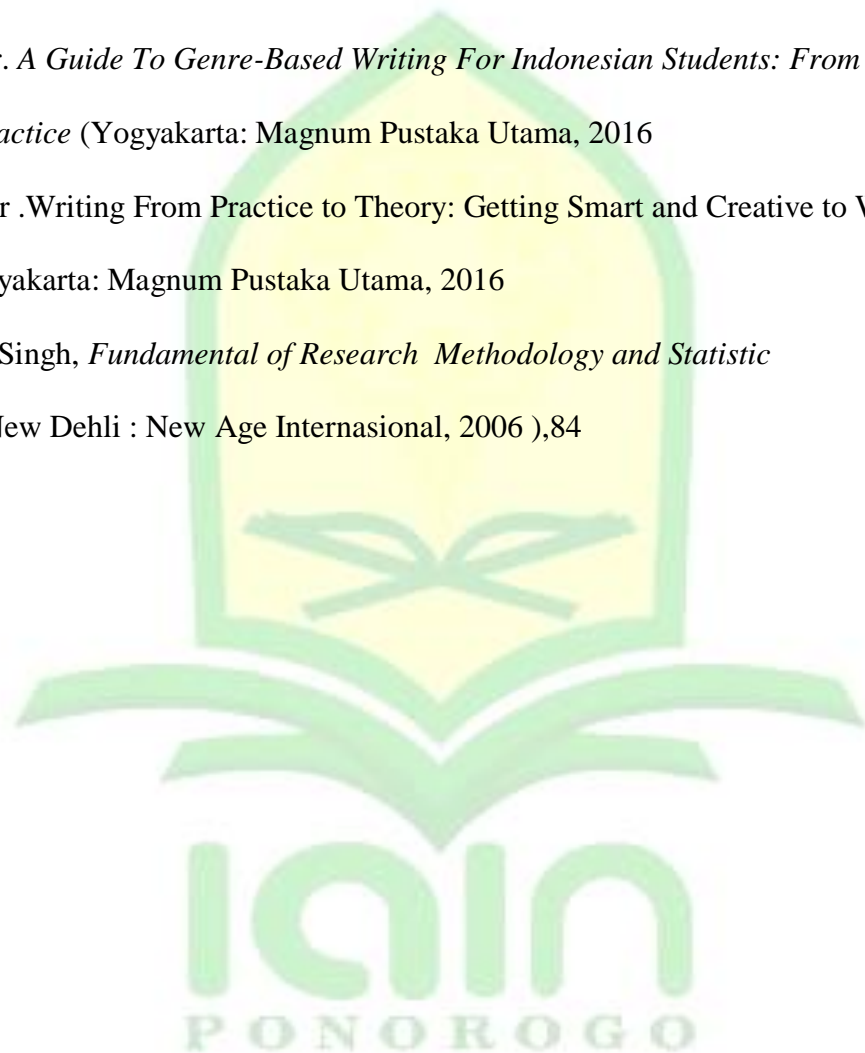 . A Guide To Genre-Based Writing For Indonesian Students: From
actice (Yogyakarta: Magnum Pustaka Utama, 2016
r .Writing From Practice to Theory: Getting Smart and Creative to
yakarta: Magnum Pustaka Utama, 2016
Singh, Fundamental of Research Methodology and Statistic
New Dehli : New Age Internasional, 2006 ),84
iain
PONOROGO